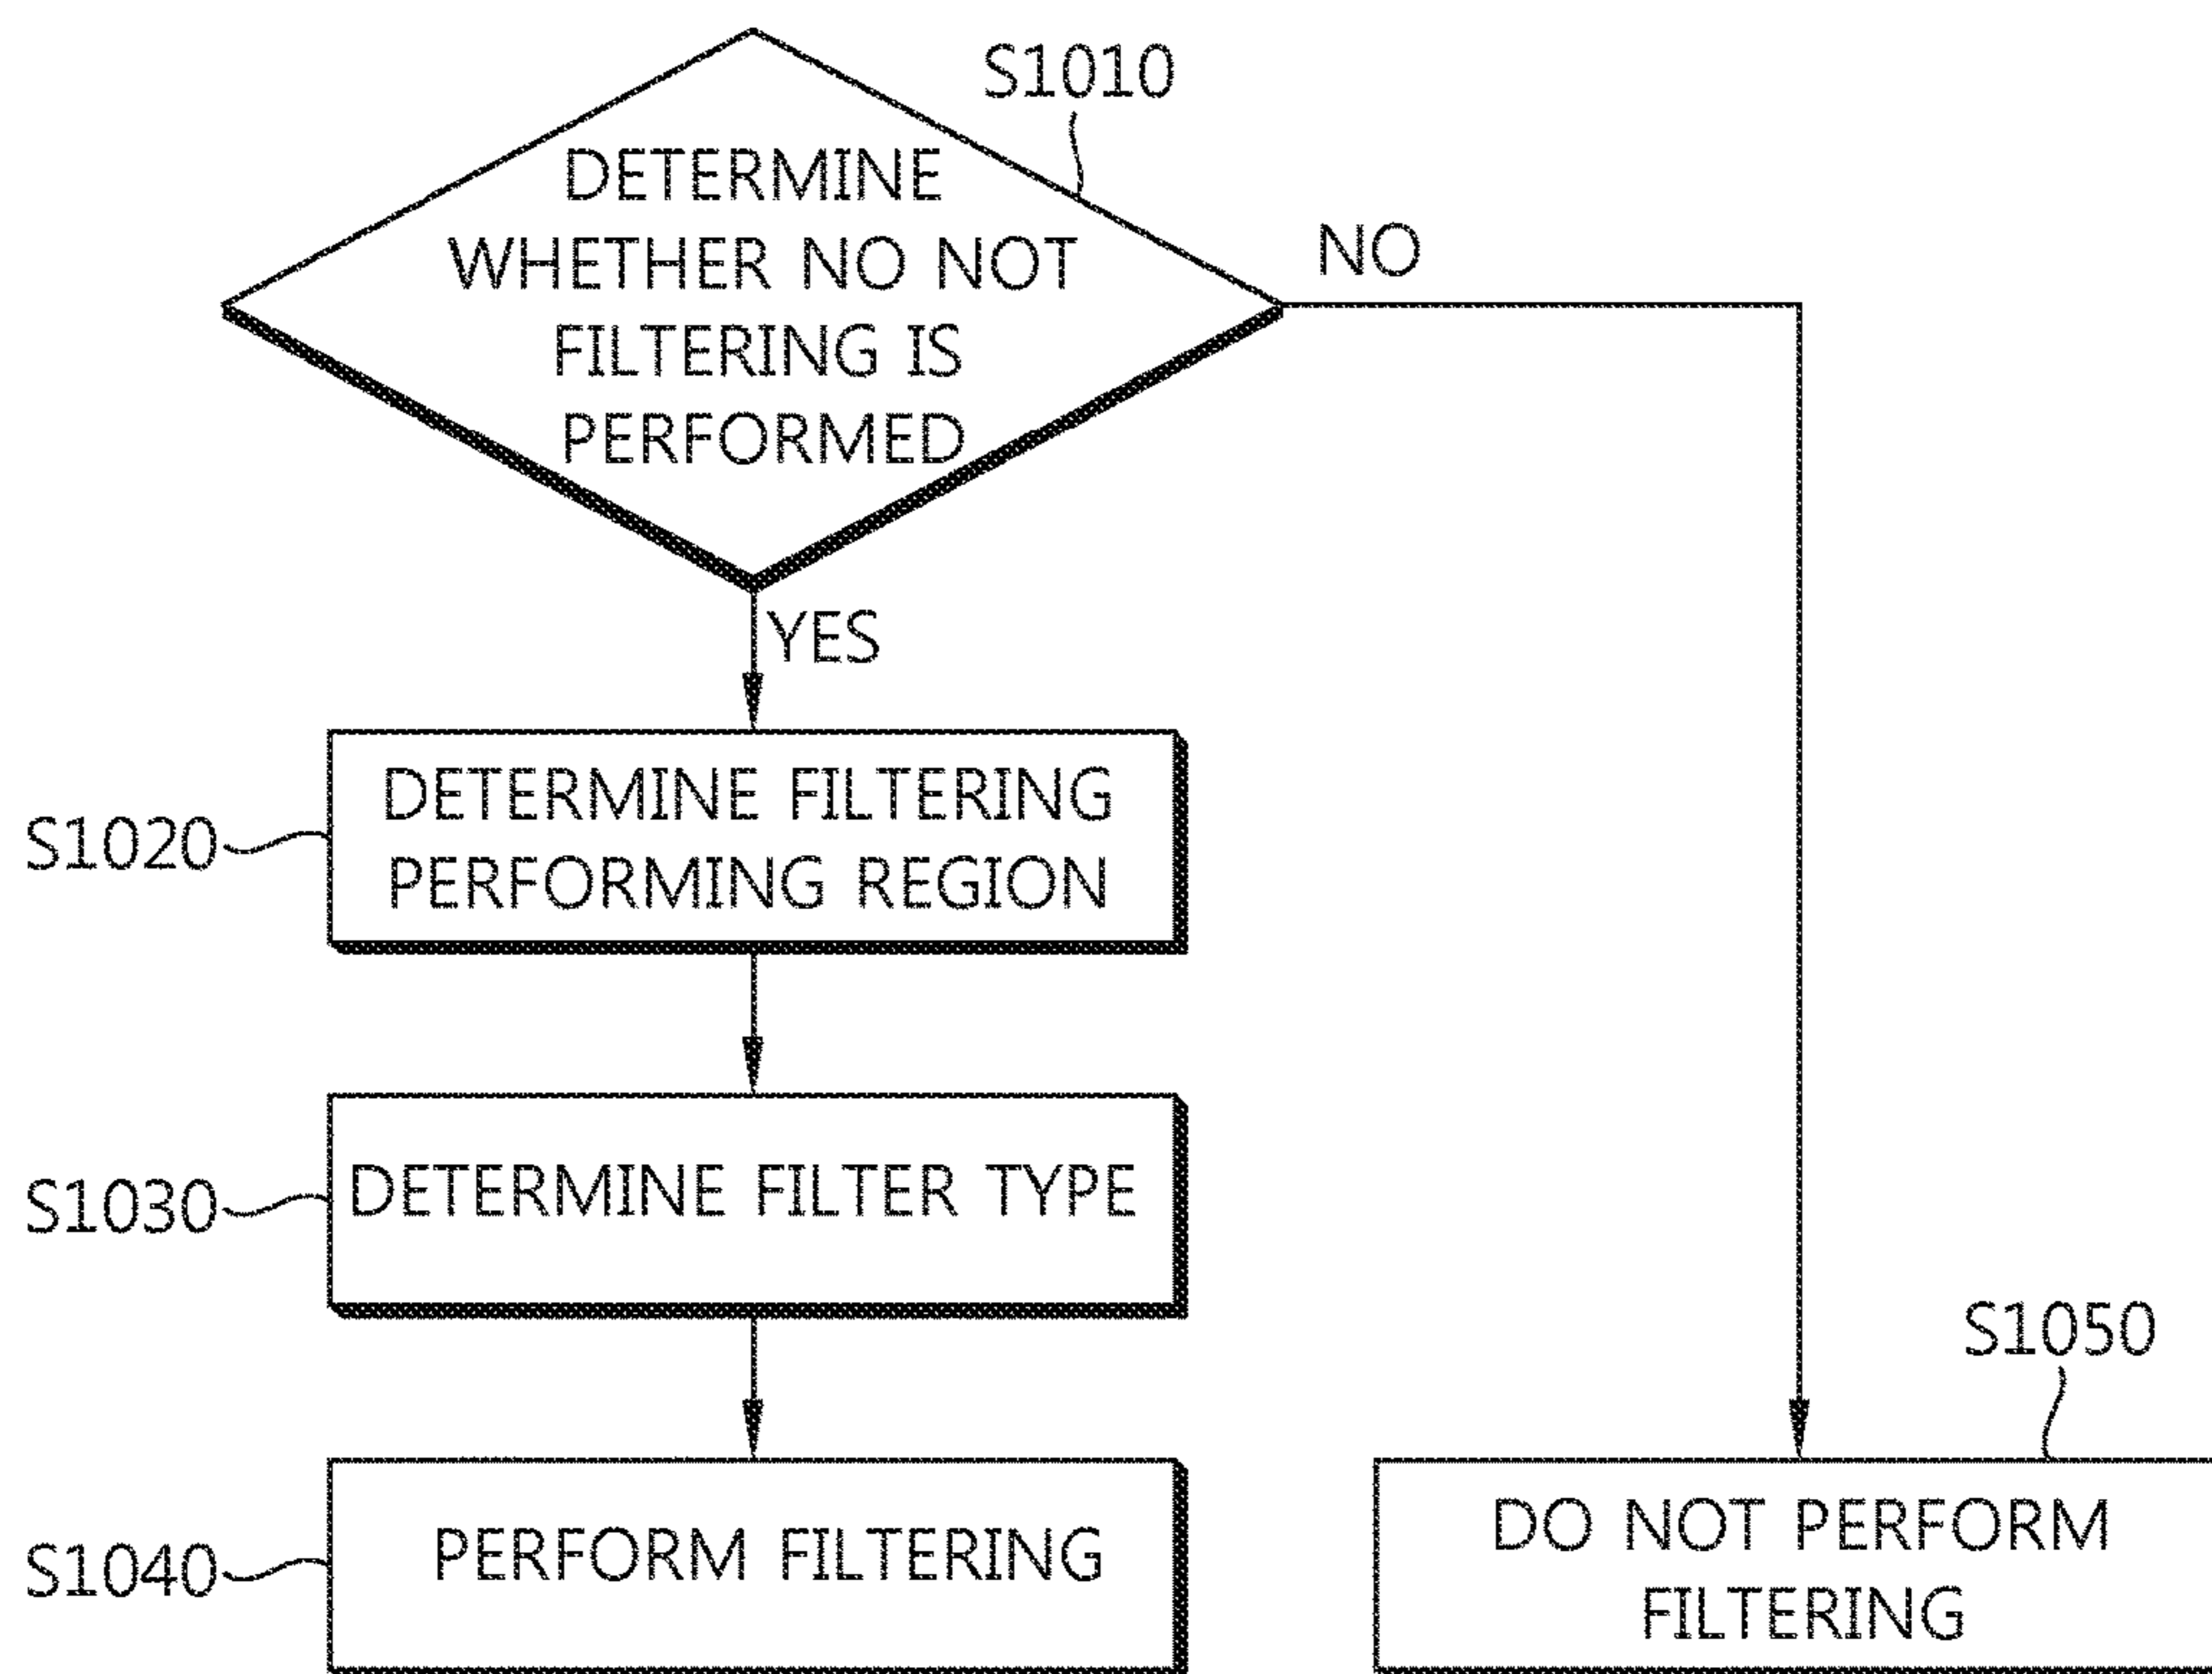 S1010
DETERMINE
WHETHER NO NOT
FILTERING IS
PERFORMED
NO
YES
S1020
DETERMINE FILTERING
PERFORMING REGION
S1030
DETERMINE FILTER TYPE
S1040
PERFORM FILTERING
S1050
DO NOT PERFORM
FILTERING